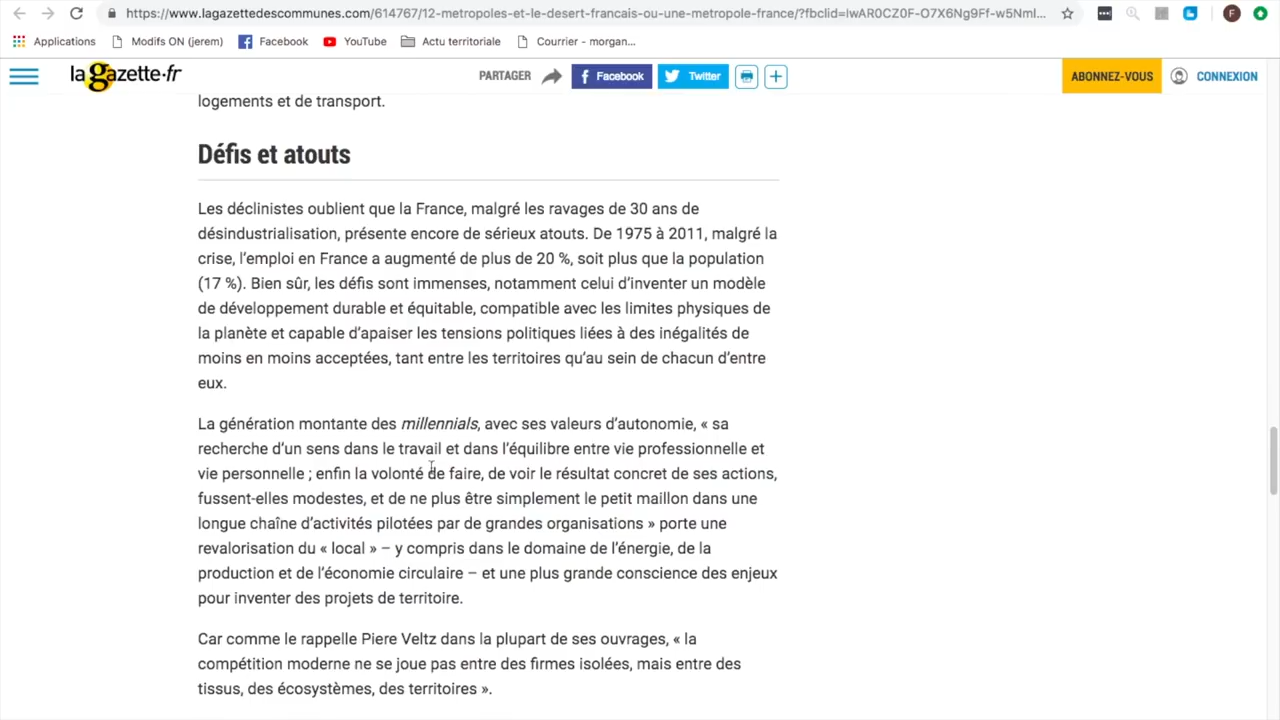 https://www.lagazettedescommunes.com/614767/12-metropoles-et-le-desert-francais-ou-une-metropole-france/?fbclid=IwAR0CZ0F-O7X6Ng9Ff-w5Nml...
F
Applications
Modifs ON (jerem)
Facebook
YouTube
Actu territoriale
Courrier - morgan...
la gazette.fr
PARTAGER
Facebook
Twitter
ABONNEZ-VOUS
CONNEXION
logements et de transport.
Défis et atouts
Les déclinistes oublient que la France, malgré les ravages de 30 ans de
désindustrialisation, présente encore de sérieux atouts. De 1975 à 2011, malgré la
crise, l'emploi en France a augmenté de plus de 20 %, soit plus que la population
(17 %). Bien sûr, les défis sont immenses, notamment celui d'inventer un modèle
de développement durable et équitable, compatible avec les limites physiques de
la planète et capable d'apaiser les tensions politiques liées à des inégalités de
moins en moins acceptées, tant entre les territoires qu'au sein de chacun d'entre
eux.
La génération montante des millennials, avec ses valeurs d'autonomie, « sa
recherche d'un sens dans le travail et dans l'équilibre entre vie professionnelle et
vie personnelle ; enfin la volonté de faire, de voir le résultat concret de ses actions,
fussent-elles modestes, et de ne plus être simplement le petit maillon dans une
longue chaîne d'activités pilotées par de grandes organisations » porte une
revalorisation du « local » – y compris dans le domaine de l'énergie, de la
production et de l'économie circulaire – et une plus grande conscience des enjeux
pour inventer des projets de territoire.
Car comme le rappelle Piere Veltz dans la plupart de ses ouvrages, « la
compétition moderne ne se joue pas entre des firmes isolées, mais entre des
tissus, des écosystèmes, des territoires ».